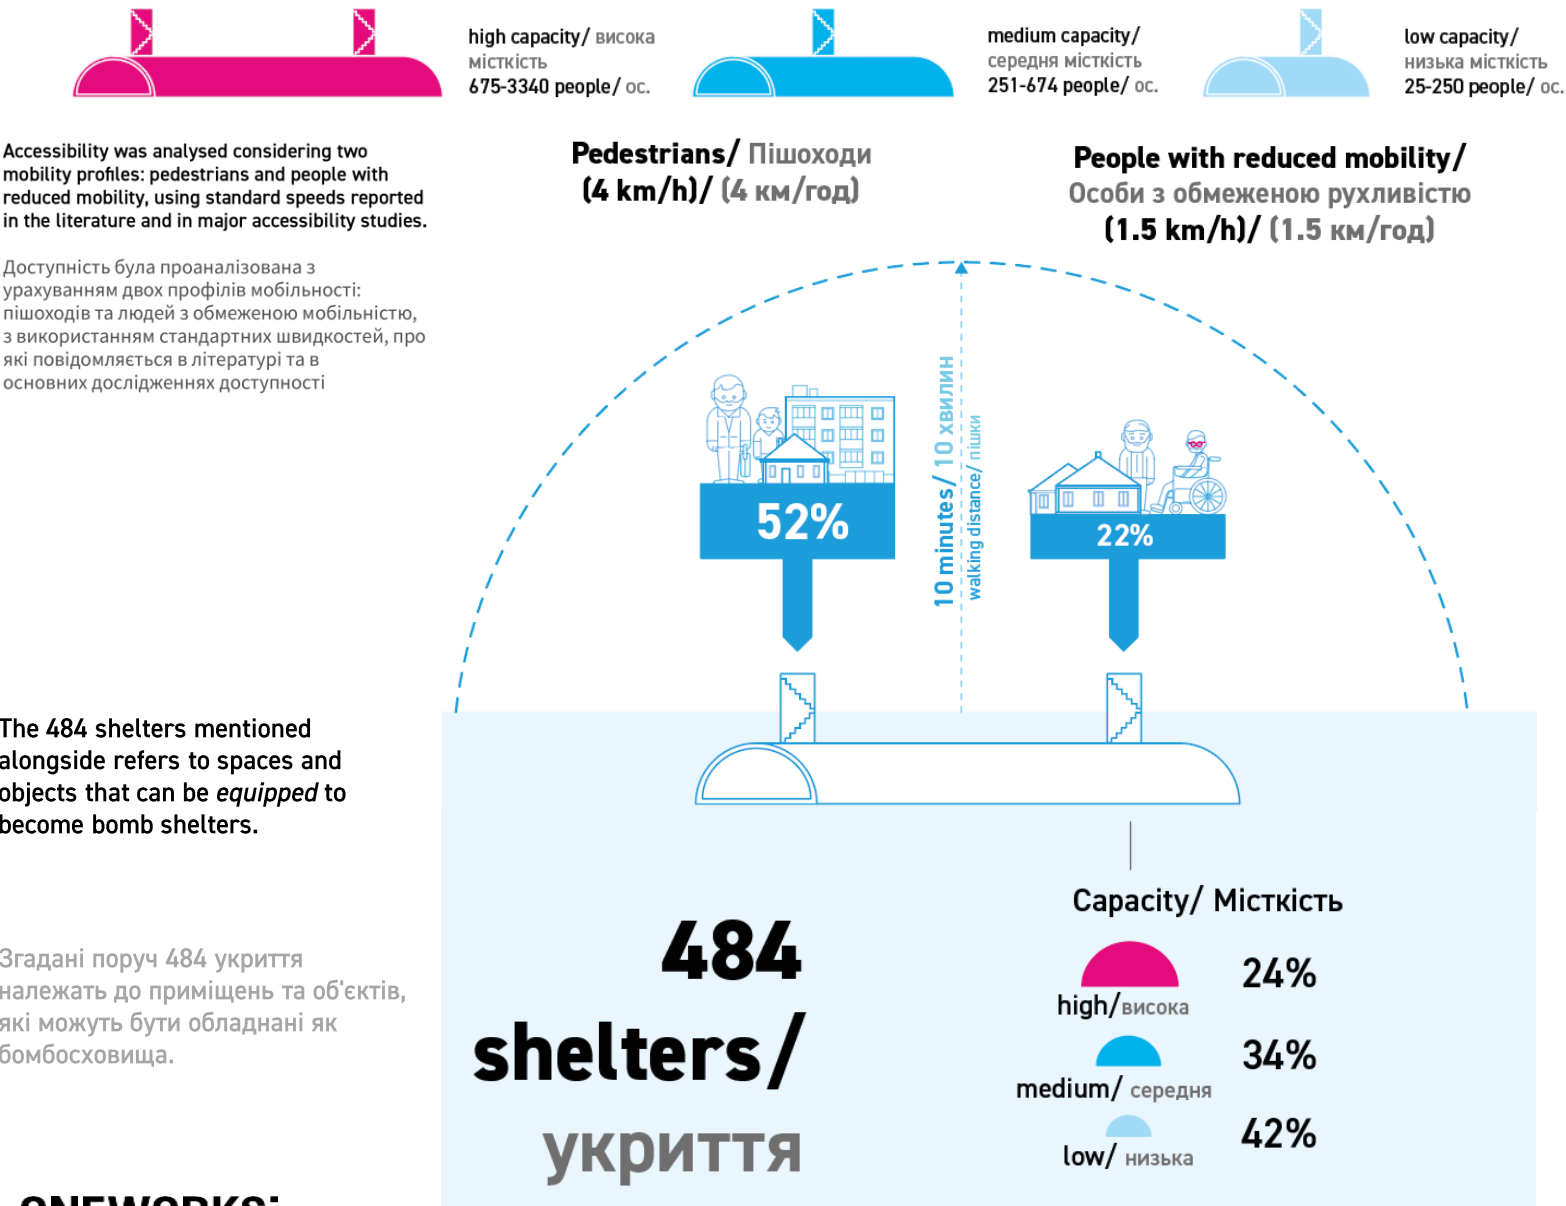 high capacity/ висока
місткість
675-3340 people/ ос.
medium capacity/
середня місткість
251-674 people/ ос.
low capacity/
низька місткість
25-250 people/ ос.
Accessibility was analysed considering two
mobility profiles: pedestrians and people with
reduced mobility, using standard speeds reported
in the literature and in major accessibility studies.
Доступність була проаналізована з
урахуванням двох профілів мобільності:
пішоходів та людей з обмеженою мобільністю,
з використанням стандартних швидкостей, про
які повідомляється в літературі та в
основних дослідженнях доступності
Pedestrians/ Пішоходи
(4 km/h)/ (4 км/год)
People with reduced mobility/
Особи з обмеженою рухливістю
(1.5 km/h)/ (1.5 км/год)
52%
10 minutes/ 10 хвилин
walking distance/ пішки
22%
The 484 shelters mentioned
alongside refers to spaces and
objects that can be equipped to
become bomb shelters.
Згадані поруч 484 укриття
належать до приміщень та об'єктів,
які можуть бути обладнані як
бомбосховища.
484
shelters/
укриття
Capacity/ Місткість
24%
high/висока
34%
medium/ середня
42%
low/ низька